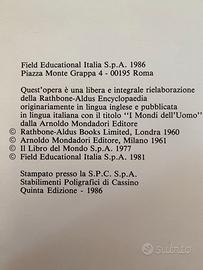 Field Educational Italia S.p.A. 1986
Piazza Monte Grappa 4 - 00195 Roma
Quest'opera è una libera e integrale rielaborazione
della Rathbone-Aldus Encyclopaedia
originariamente in lingua inglese e pubblicata
in lingua italiana con il titolo "I Mondi dell'Uomo"
dalla Arnoldo Mondadori Editore
© Rathbone-Aldus Books Limited, Londra 1960
© Arnoldo Mondadori Editore, Milano 1961
© Il Libro del Mondo S.p.A. 1977
© Field Educational Italia S.p.A. 1981
Stampato presso la S.P.C. S.p.A.
Stabilimenti Poligrafici di Cassino
Quinta Edizione - 1986
subito